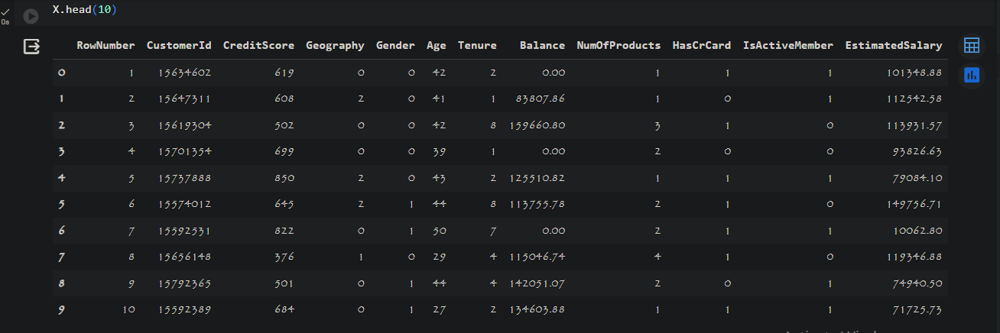 X.head(10)
0s
RowNumber CustomerId CreditScore Geography Gender Age Tenure Balance NumOfProducts HasCrCard IsActiveMember EstimatedSalary
0 1 15634602 619 0 0 42 2 0.00 1 1 1 101348.88
1 2 15647311 608 2 0 41 1 83807.86 1 0 1 112542.58
2 3 15619304 502 0 0 42 8 159660.80 3 1 0 113931.57
3 4 15701354 699 0 0 39 1 0.00 2 0 0 93826.63
4 5 15737888 850 2 0 43 2 125510.82 1 1 1 79084.10
5 6 15574012 645 2 1 44 8 113755.78 2 1 0 149756.71
6 7 15592531 822 0 1 50 7 0.00 2 1 1 10062.80
7 8 15656148 376 1 0 29 4 115046.74 4 1 0 119346.88
8 9 15792365 501 0 1 44 4 142051.07 2 0 1 74940.50
9 10 15592389 684 0 1 27 2 134603.88 1 1 1 71725.73